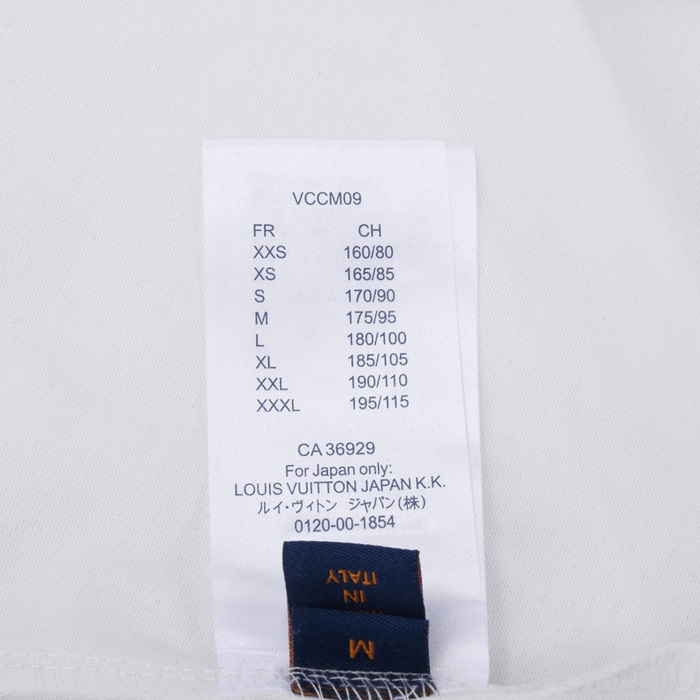 VCCM09
FR CH
XXS 160/80
XS 165/85
S 170/90
M 175/95
L 180/100
XL 185/105
XXL 190/110
XXXL 195/115
CA 36929
For Japan only:
LOUIS VUITTON JAPAN K.K.
ルイ・ヴィトン ジャパン(株)
0120-00-1854
IN
ITALY
M